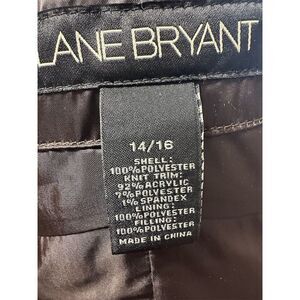 LANE BRYANT
14/16
SHELL:
100%POLYESTER
KNIT TRIM:
92%ACRYLIC
7%POLYESTER
1%SPANDEX
LINING:
100%POLYESTER
FILLING:
100%POLYESTER
MADE IN CHINA